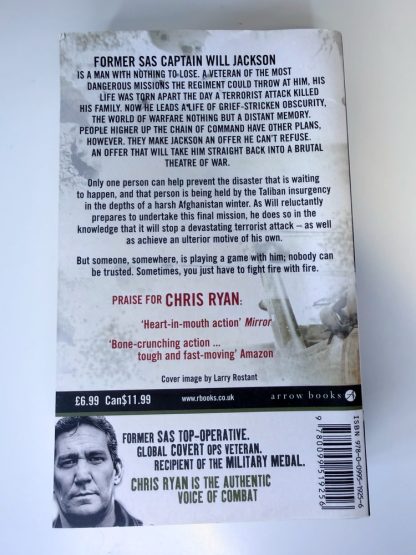 FORMER SAS CAPTAIN WILL JACKSON
IS A MAN WITH NOTHING TO LOSE. A VETERAN OF THE MOST
DANGEROUS MISSIONS THE REGIMENT COULD THROW AT HIM, HIS
LIFE WAS TORN APART THE DAY A TERRORIST ATTACK KILLED
HIS FAMILY. NOW HE LEADS A LIFE OF GRIEF-STRICKEN OBSCURITY,
THE WORLD OF WARFARE NOTHING BUT A DISTANT MEMORY.
PEOPLE HIGHER UP THE CHAIN OF COMMAND HAVE OTHER PLANS,
HOWEVER. THEY MAKE JACKSON AN OFFER HE CAN'T REFUSE.
AN OFFER THAT WILL TAKE HIM STRAIGHT BACK INTO A BRUTAL
THEATRE OF WAR.
Only one person can help prevent the disaster that is waiting
to happen, and that person is being held by the Taliban insurgency
in the depths of a harsh Afghanistan winter. As Will reluctantly
prepares to undertake this final mission, he does so in the
knowledge that it will stop a devastating terrorist attack – as well
as achieve an ulterior motive of his own.
But someone, somewhere, is playing a game with him; nobody can
be trusted. Sometimes, you just have to fight fire with fire.
PRAISE FOR CHRIS RYAN:
'Heart-in-mouth action' Mirror
'Bone-crunching action ...
tough and fast-moving' Amazon
Cover image by Larry Rostant
£6.99 Can$11.99 www.rbooks.co.uk arrow books
FORMER SAS TOP-OPERATIVE.
GLOBAL COVERT OPS VETERAN.
RECIPIENT OF THE MILITARY MEDAL.
CHRIS RYAN IS THE AUTHENTIC
VOICE OF COMBAT
ISBN 978-0-0995-1925-6
9780099519256